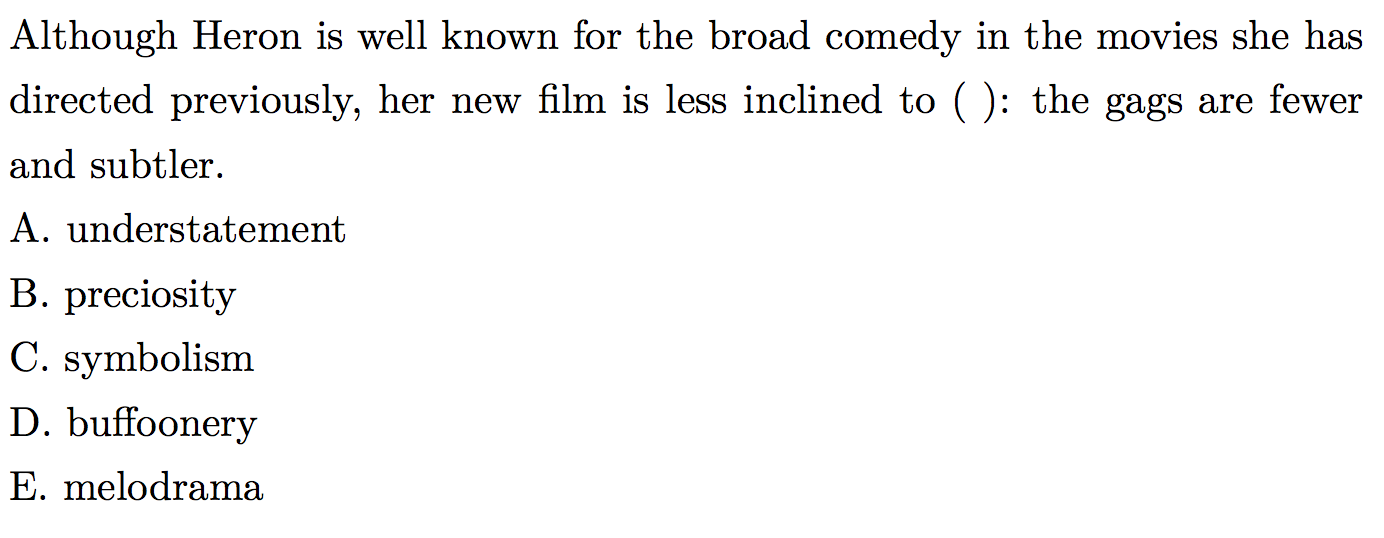 Although Heron is well known for the broad comedy in the movies she has
directed previously, her new film is less inclined to ( ): the gags are fewer
and subtler.
A. understatement
B. preciosity
C. symbolism
D. buffoonery
E. melodrama